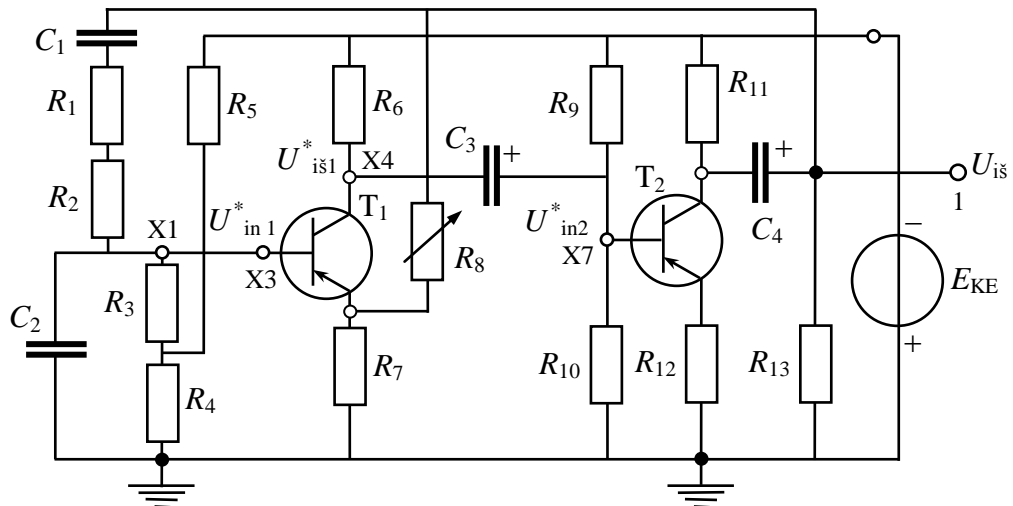 C1
R1
R5
R6
C3
+
R9
R11
U*iš1
X4
C4
+
Uiš
1
R2
X1
U*in 1
T1
T2
U*in2
X3
X7
R8
−
EKE
+
C2
R3
R4
R7
R10
R12
R13